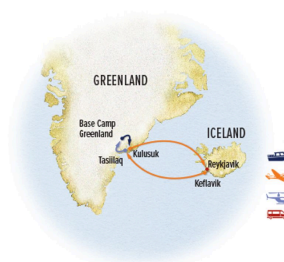 GREENLAND
Base Camp
Greenland
ICELAND
Tasiilaq
Kulusuk
Reykjavik
Keflavik